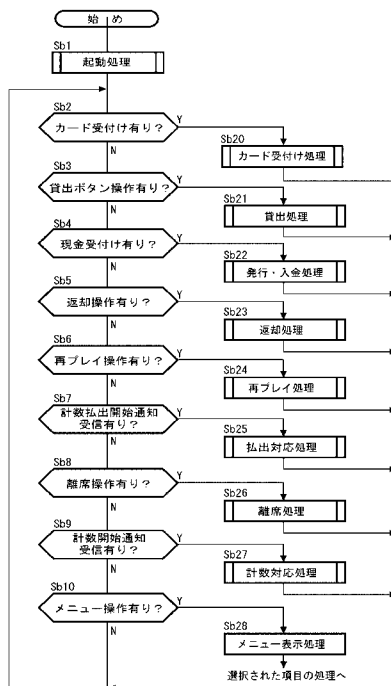 始め
Sb1
起動処理
Sb2
カード受付け有り？
Y
N
Sb20
カード受付け処理
Sb3
貸出ボタン操作有り？
Y
N
Sb21
貸出処理
Sb4
現金受付け有り？
Y
N
Sb22
発行・入金処理
Sb5
返却操作有り？
Y
N
Sb23
返却処理
Sb6
再プレイ操作有り？
Y
N
Sb24
再プレイ処理
Sb7
計数払出開始通知
受信有り？
Y
N
Sb25
払出対応処理
Sb8
離席操作有り？
Y
N
Sb26
離席処理
Sb9
計数開始通知
受信有り？
Y
N
Sb27
計数対応処理
Sb10
メニュー操作有り？
Y
N
Sb28
メニュー表示処理
選択された項目の処理へ